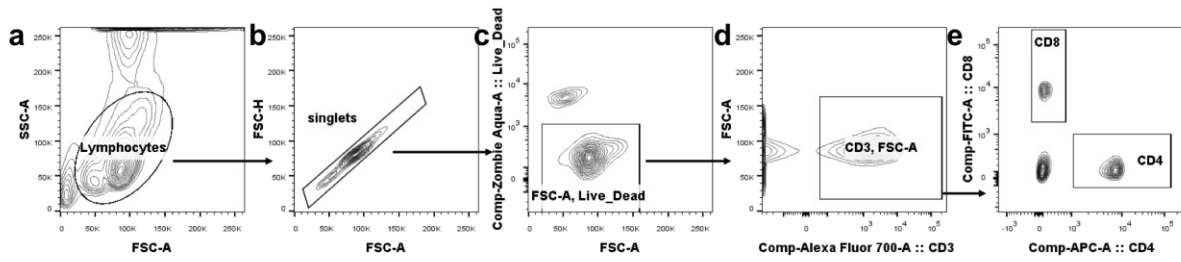 a
SSC-A
250K
200K
150K
100K
50K
0
Lymphocytes
0 50K 100K 150K 200K 250K
FSC-A
b
FSC-H
250K
200K
150K
100K
50K
0
singlets
0 50K 100K 150K 200K 250K
FSC-A
c
Comp-Zombie Aqua-A :: Live_Dead
10^5
10^4
10^3
0
FSC-A, Live_Dead
0 50K 100K 150K 200K 250K
FSC-A
d
FSC-A
250K
200K
150K
100K
50K
0
CD3, FSC-A
0 10^3 10^4 10^5
Comp-Alexa Fluor 700-A :: CD3
e
Comp-FITC-A :: CD8
10^5
10^4
10^3
0
CD8
CD4
-10^3 0 10^3 10^4 10^5
Comp-APC-A :: CD4